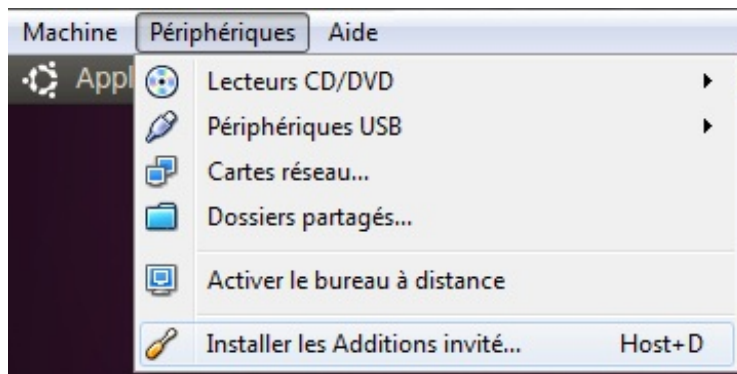 Machine Périphériques Aide
Appl
Lecteurs CD/DVD
Périphériques USB
Cartes réseau...
Dossiers partagés...
Activer le bureau à distance
Installer les Additions invité... Host+D